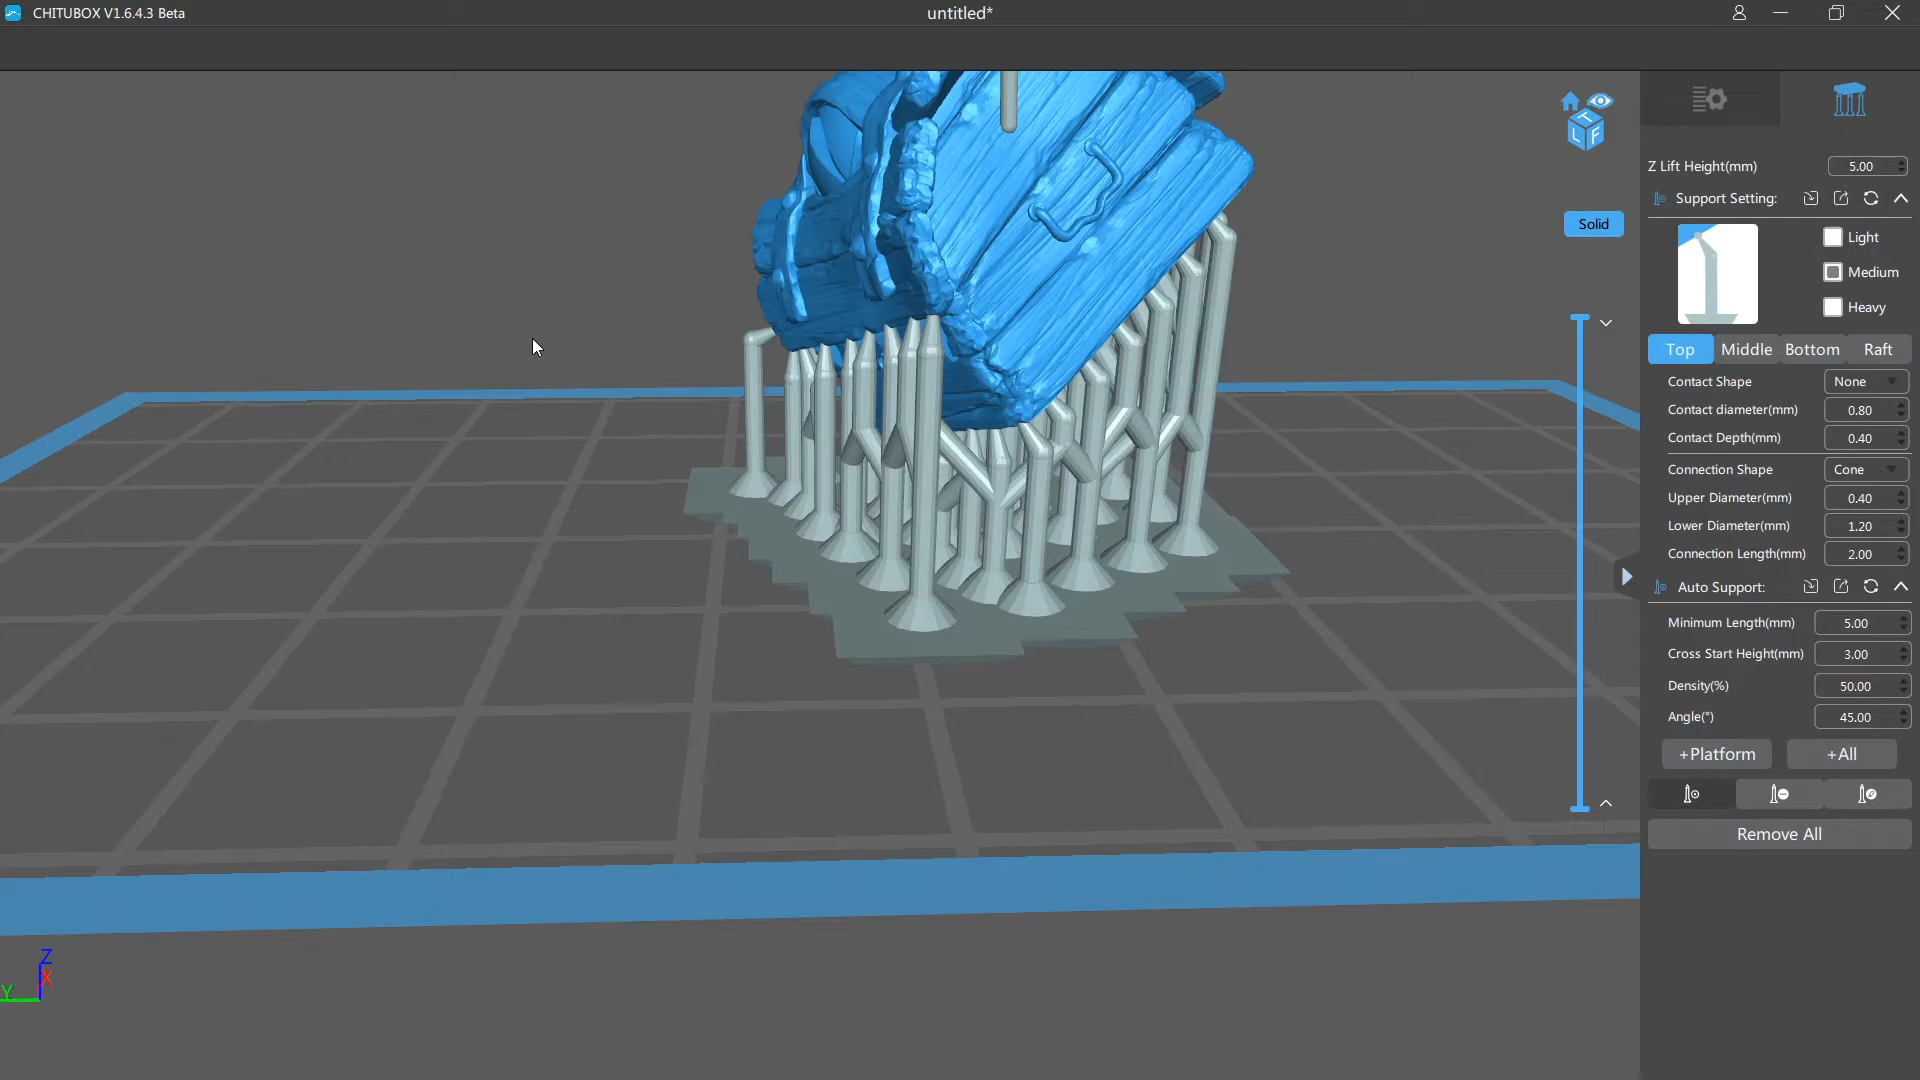 CHITUBOX V1.6.4.3 Beta
untitled*
T
L F
Solid
Z Lift Height(mm) 5.00
Support Setting:
Light
Medium
Heavy
Top Middle Bottom Raft
Contact Shape None
Contact diameter(mm) 0.80
Contact Depth(mm) 0.40
Connection Shape Cone
Upper Diameter(mm) 0.40
Lower Diameter(mm) 1.20
Connection Length(mm) 2.00
Auto Support:
Minimum Length(mm) 5.00
Cross Start Height(mm) 3.00
Density(%) 50.00
Angle(°) 45.00
+Platform +All
Remove All
Z
X
Y